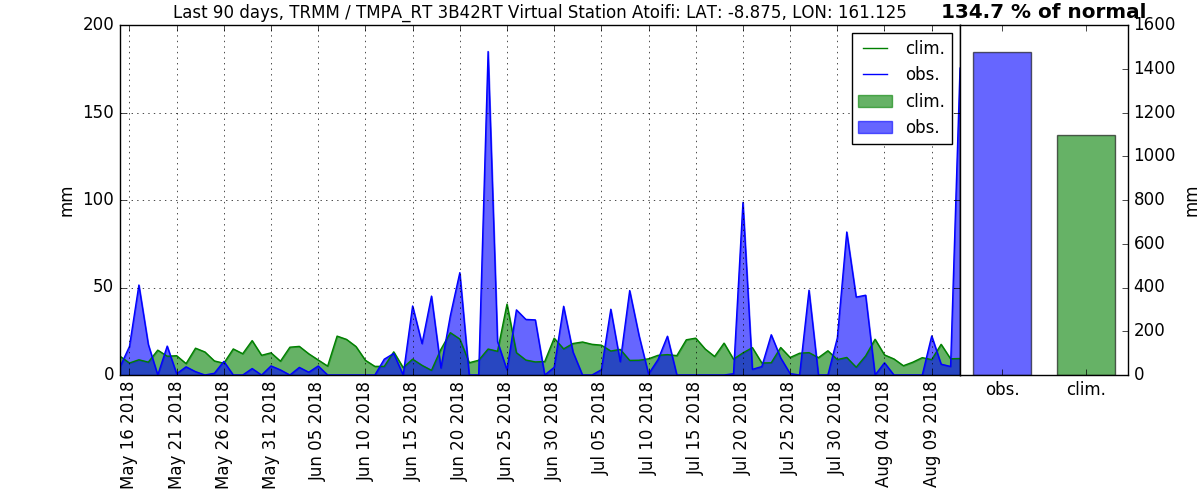 Last 90 days, TRMM / TMPA_RT 3B42RT Virtual Station Atoifi: LAT: -8.875, LON: 161.125
134.7 % of normal
200
150
100
50
0
mm
clim.
obs.
clim.
obs.
1600
1400
1200
1000
800
600
400
200
0
mm
May 16 2018
May 21 2018
May 26 2018
May 31 2018
Jun 05 2018
Jun 10 2018
Jun 15 2018
Jun 20 2018
Jun 25 2018
Jun 30 2018
Jul 05 2018
Jul 10 2018
Jul 15 2018
Jul 20 2018
Jul 25 2018
Jul 30 2018
Aug 04 2018
Aug 09 2018
obs.
clim.